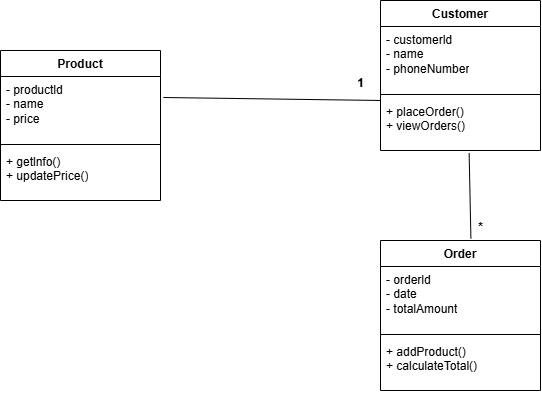 Customer
- customerId
- name
- phoneNumber
+ placeOrder()
+ viewOrders()
Product
- productId
- name
- price
+ getInfo()
+ updatePrice()
1
*
Order
- orderId
- date
- totalAmount
+ addProduct()
+ calculateTotal()